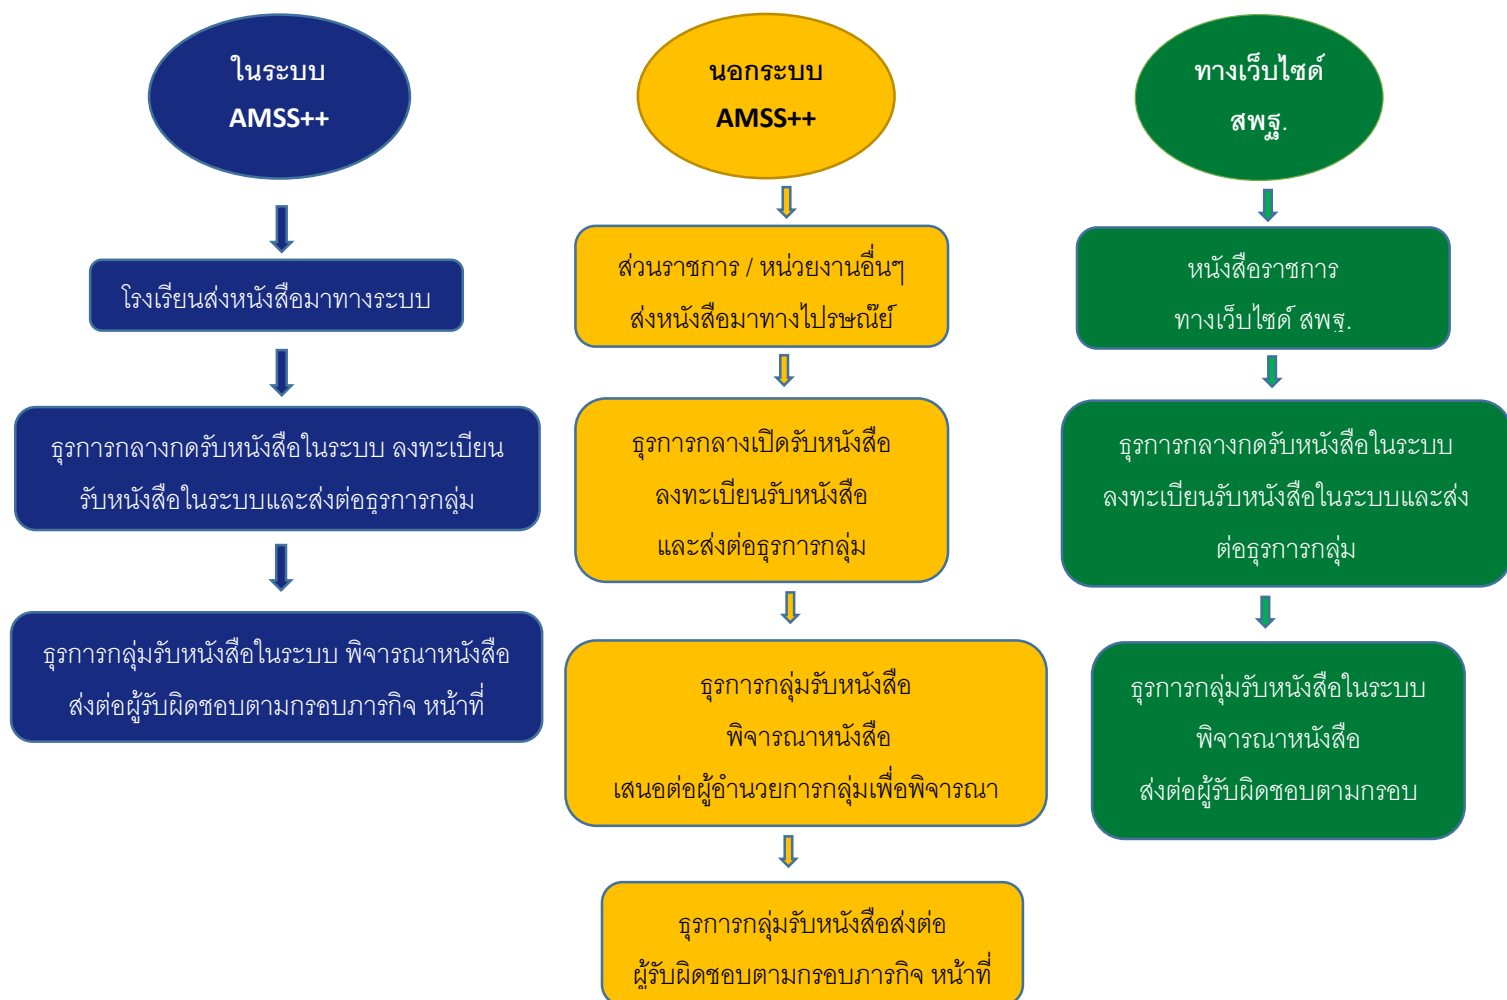 ในระบบ
AMSS++
โรงเรียนส่งหนังสือมาทางระบบ
ธุรการกลางกดรับหนังสือในระบบ ลงทะเบียน
รับหนังสือในระบบและส่งต่อธุรการกลุ่ม
ธุรการกลุ่มรับหนังสือในระบบ พิจารณาหนังสือ
ส่งต่อผู้รับผิดชอบตามกรอบภารกิจ หน้าที่
นอกระบบ
AMSS++
ส่วนราชการ / หน่วยงานอื่นๆ
ส่งหนังสือมาทางไปรษณ๊ย์
ธุรการกลางเปิดรับหนังสือ
ลงทะเบียนรับหนังสือ
และส่งต่อธุรการกลุ่ม
ธุรการกลุ่มรับหนังสือ
พิจารณาหนังสือ
เสนอต่อผู้อำนวยการกลุ่มเพื่อพิจารณา
ธุรการกลุ่มรับหนังสือส่งต่อ
ผู้รับผิดชอบตามกรอบภารกิจ หน้าที่
ทางเว็บไซด์
สพฐ.
หนังสือราชการ
ทางเว็บไซด์ สพฐ.
ธุรการกลางกดรับหนังสือในระบบ
ลงทะเบียนรับหนังสือในระบบและส่ง
ต่อธุรการกลุ่ม
ธุรการกลุ่มรับหนังสือในระบบ
พิจารณาหนังสือ
ส่งต่อผู้รับผิดชอบตามกรอบ